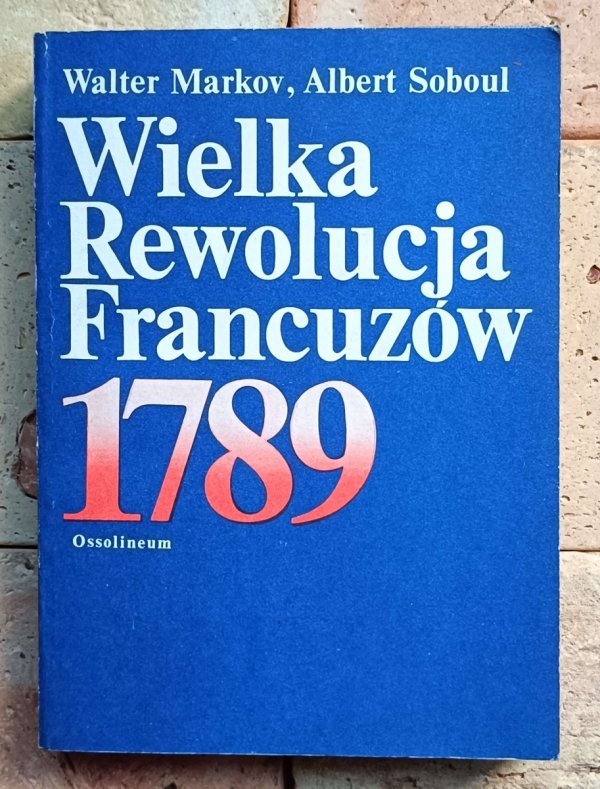 Walter Markov, Albert Soboul
Wielka
Rewolucja
Francuzów
1789
Ossolineum